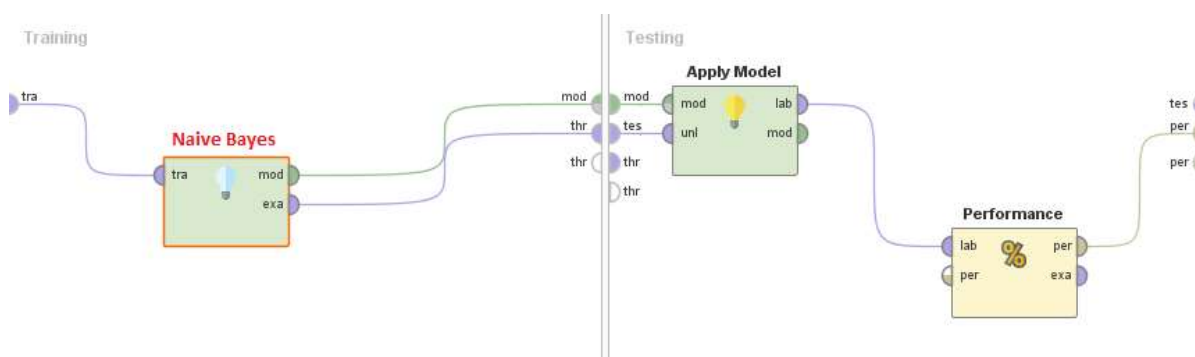 Training
tra
Naive Bayes
tra
mod
exa
mod
thr
thr
Testing
mod
tes
thr
thr
Apply Model
mod
lab
unl
mod
Performance
lab
per
per
exa
tes
per
per